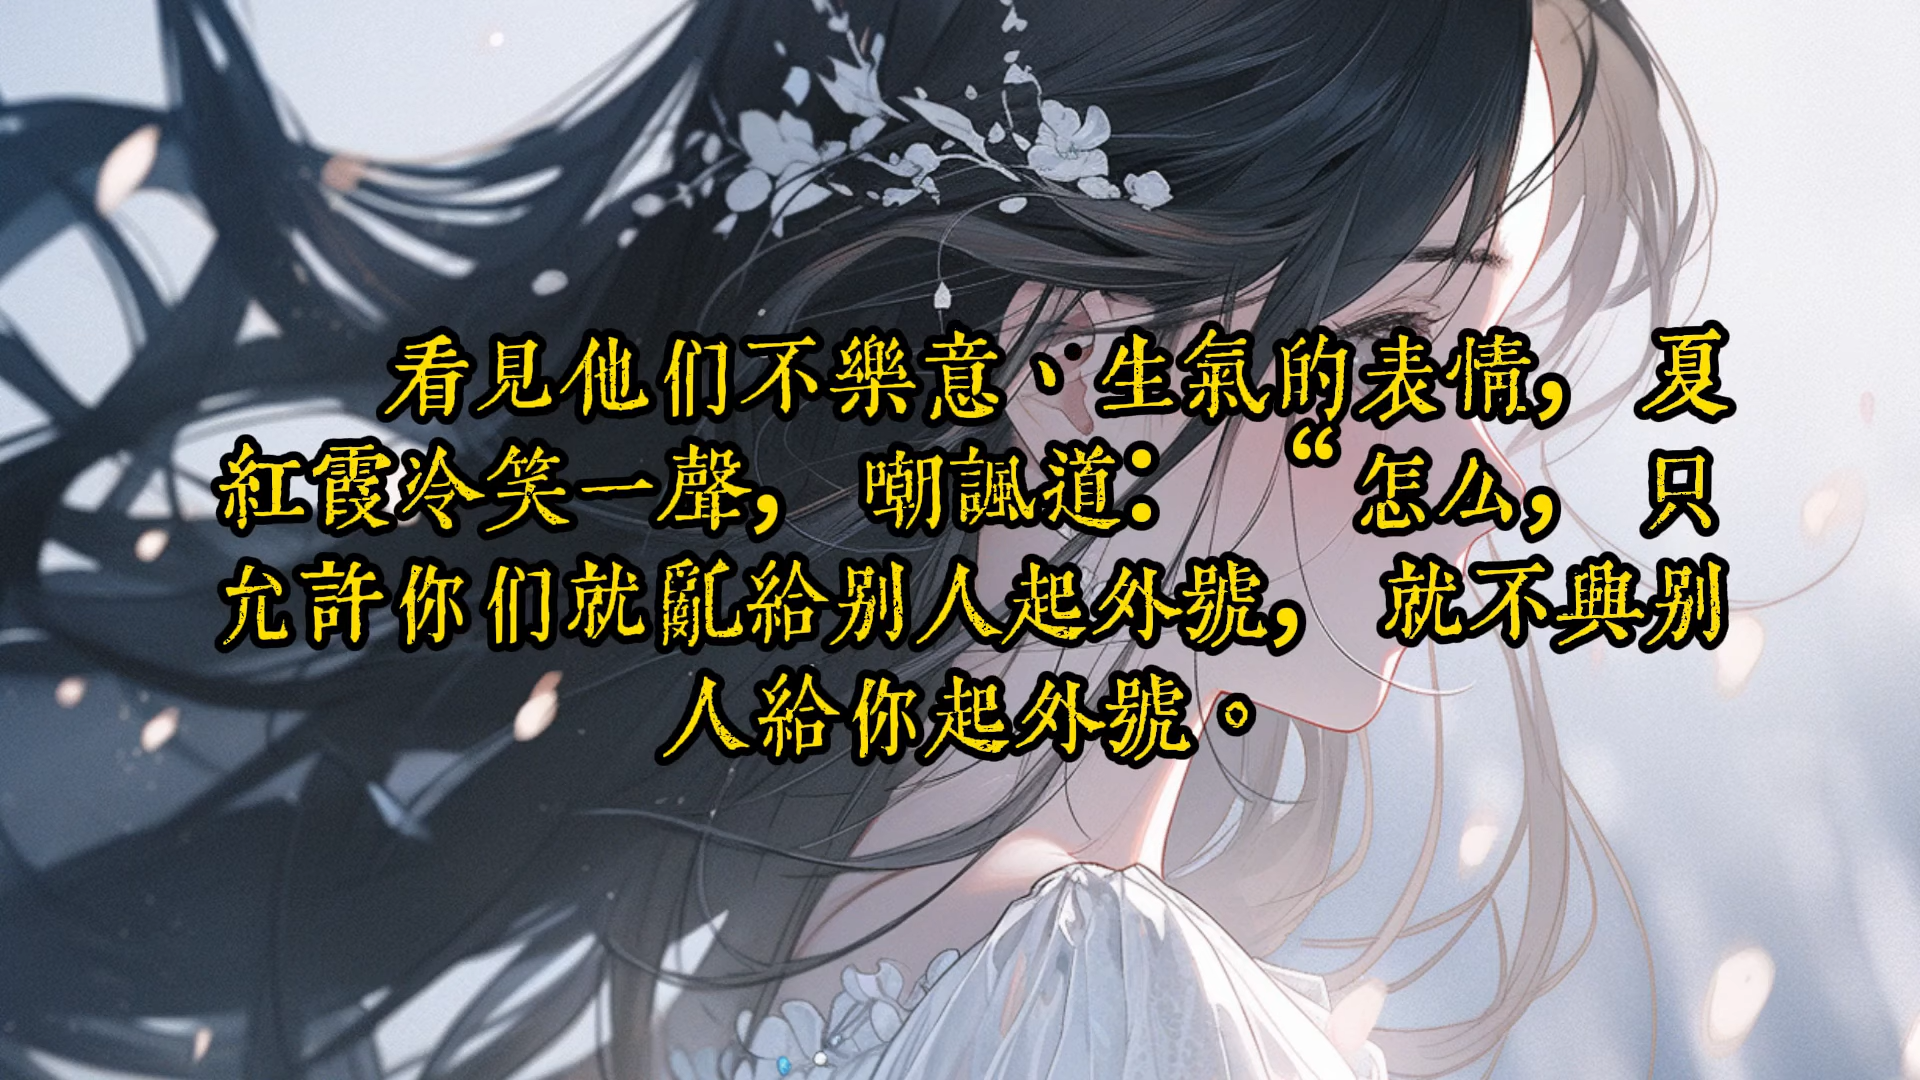 看見他们不樂意、生氣的表情，夏
紅霞冷笑一聲，嘲諷道：“怎么，只
允許你们就亂給别人起外號，就不與别
人給你起外號。